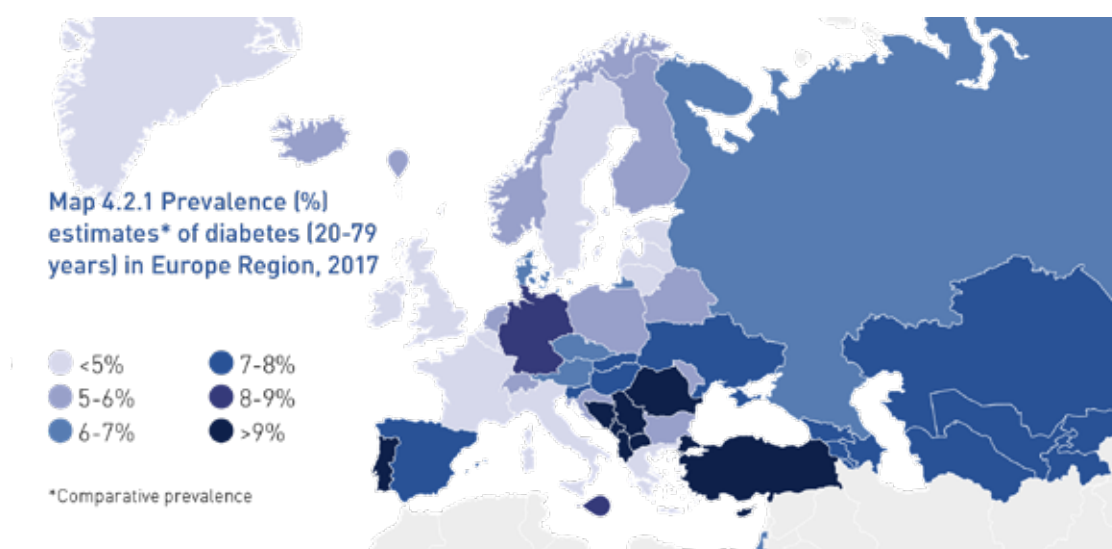 Map 4.2.1 Prevalence (%)
estimates* of diabetes (20-79
years) in Europe Region, 2017
<5%
5-6%
6-7%
7-8%
8-9%
>9%
*Comparative prevalence